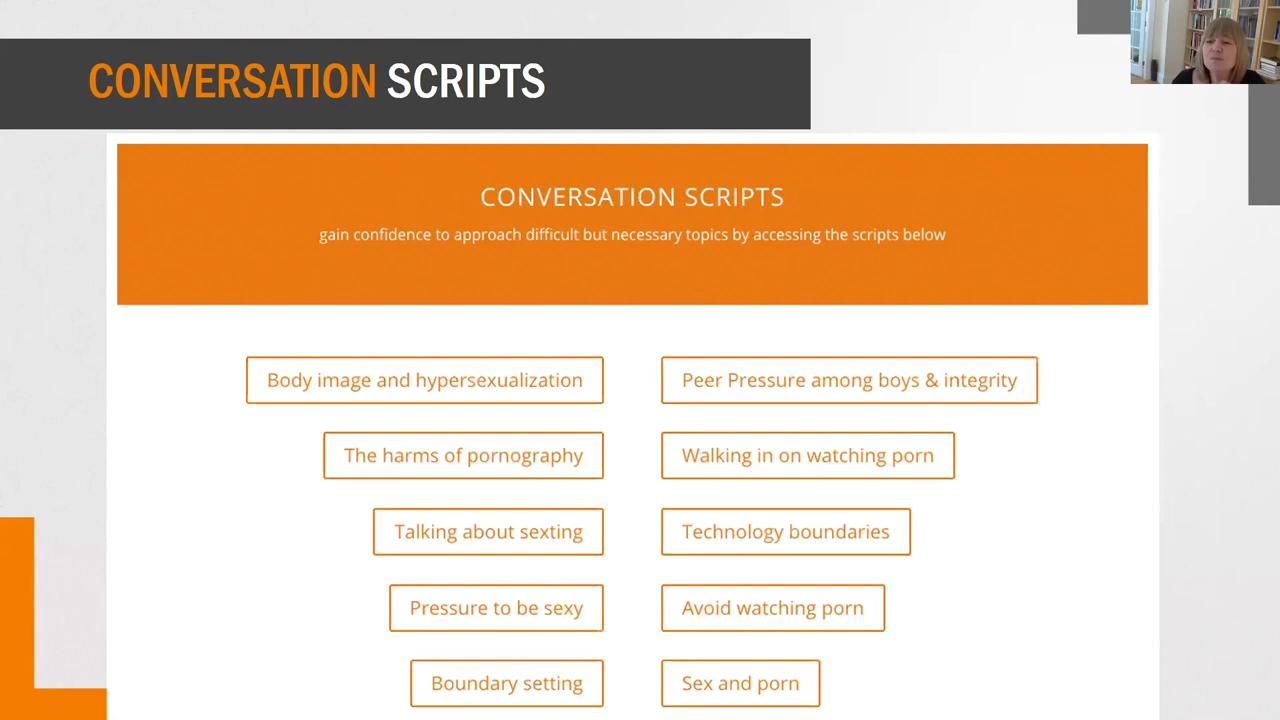 CONVERSATION SCRIPTS
CONVERSATION SCRIPTS
gain confidence to approach difficult but necessary topics by accessing the scripts below
Body image and hypersexualization
Peer Pressure among boys & integrity
The harms of pornography
Walking in on watching porn
Talking about sexting
Technology boundaries
Pressure to be sexy
Avoid watching porn
Boundary setting
Sex and porn